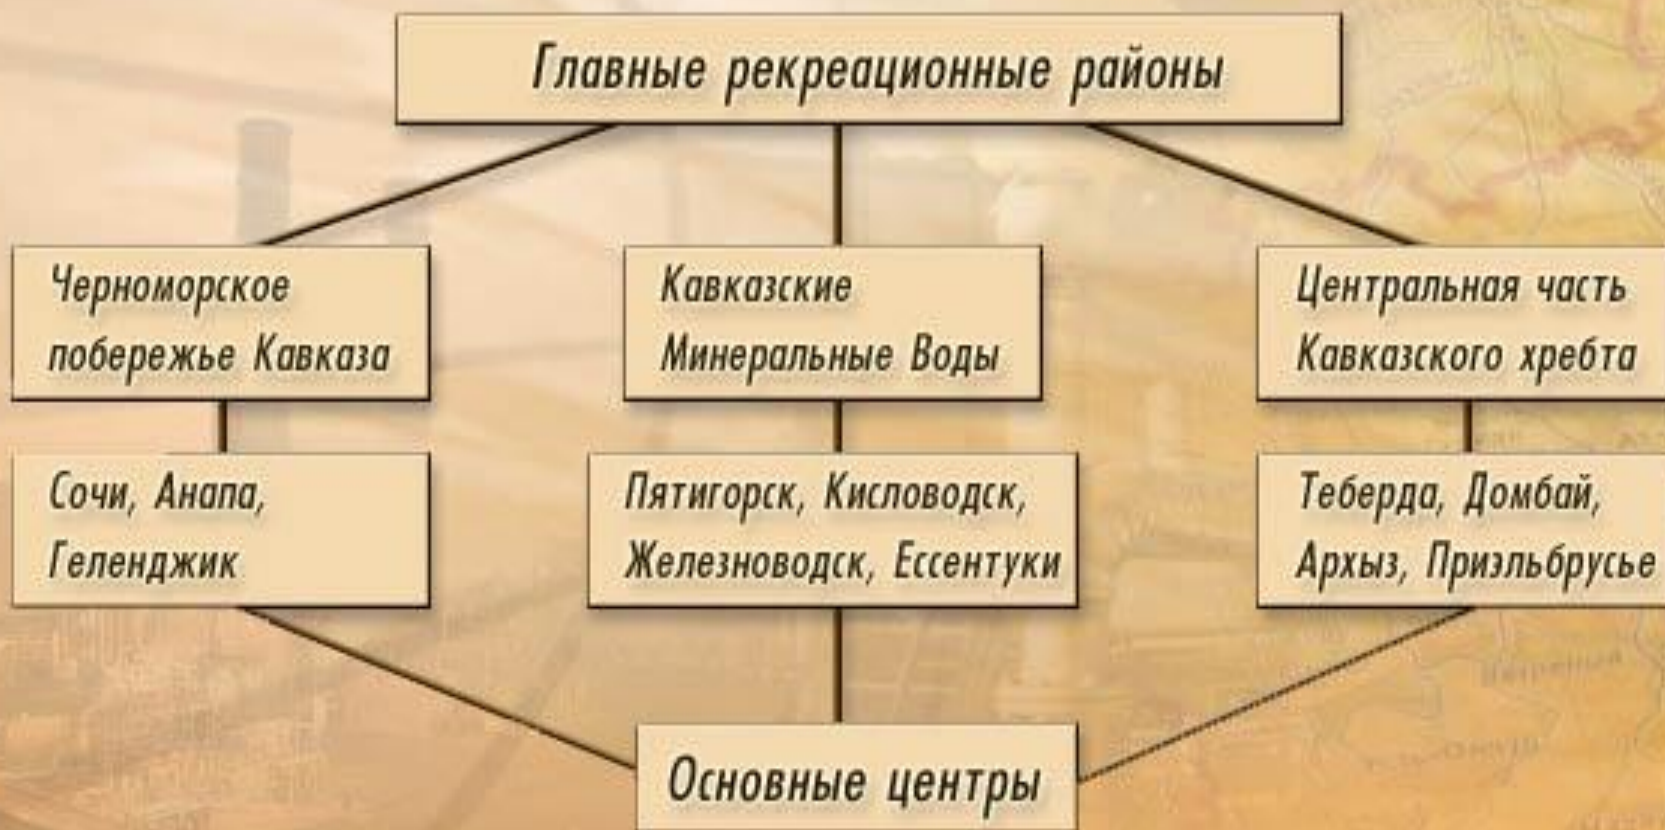 Главные рекреационные районы
Черноморское
побережье Кавказа
Кавказские
Минеральные Воды
Центральная часть
Кавказского хребта
Сочи, Анапа,
Геленджик
Пятигорск, Кисловодск,
Железноводск, Ессентуки
Теберда, Домбай,
Архыз, Приэльбрусье
Основные центры